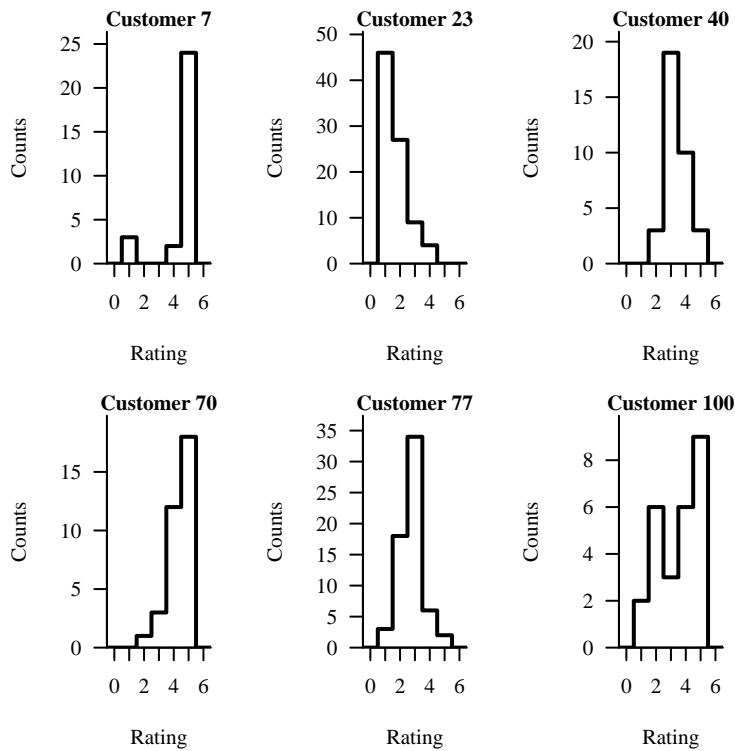 Customer 7
25
20
15
10
5
0
Counts
0 2 4 6
Rating
Customer 23
50
40
30
20
10
0
Counts
0 2 4 6
Rating
Customer 40
20
15
10
5
0
Counts
0 2 4 6
Rating
Customer 70
15
10
5
0
Counts
0 2 4 6
Rating
Customer 77
35
30
25
20
15
10
5
0
Counts
0 2 4 6
Rating
Customer 100
8
6
4
2
0
Counts
0 2 4 6
Rating